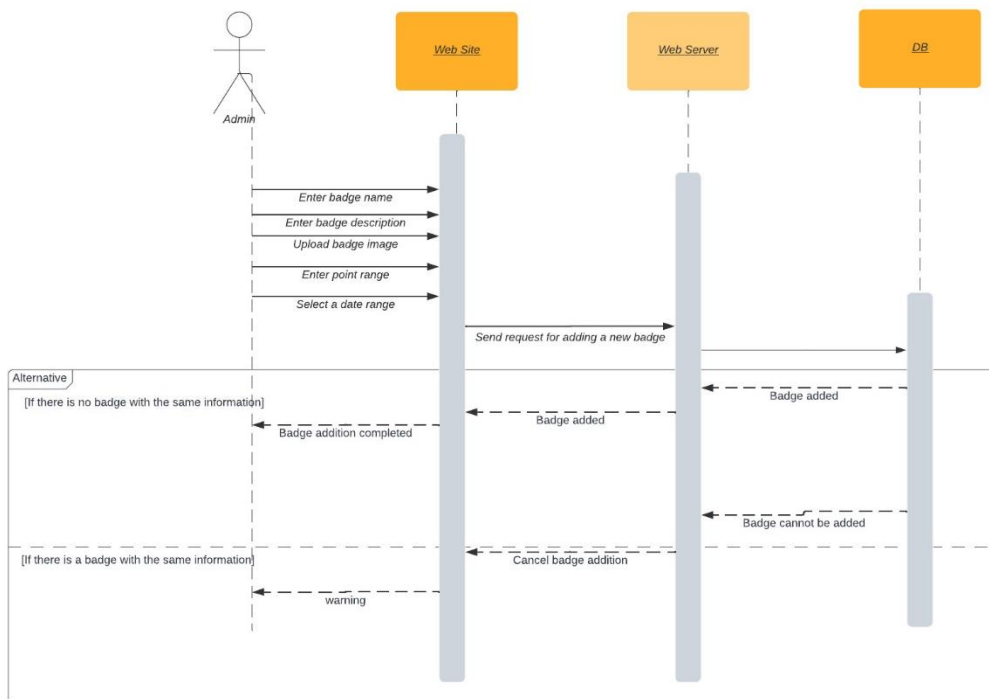 Web Site
Web Server
DB
Admin
Enter badge name
Enter badge description
Upload badge image
Enter point range
Select a date range
Send request for adding a new badge
Alternative
[If there is no badge with the same information]
Badge added
Badge added
Badge addition completed
Badge cannot be added
[If there is a badge with the same information]
Cancel badge addition
warning